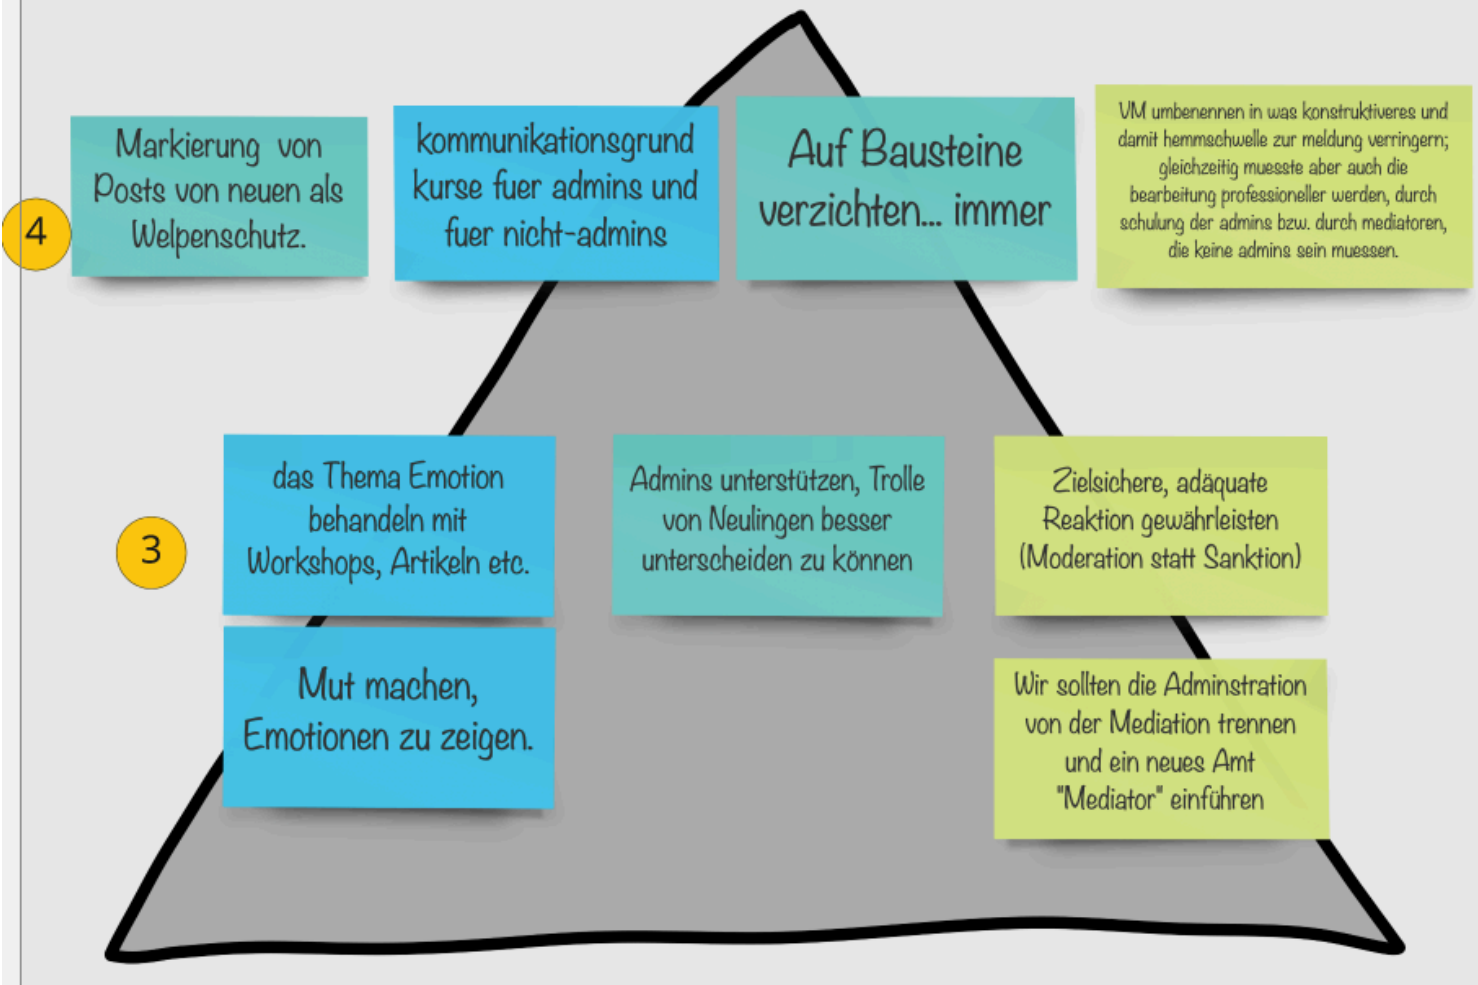 4
Markierung von
Posts von neuen als
Welpenschutz.
kommunikationsgrund
kurse fuer admins und
fuer nicht-admins
Auf Bausteine
verzichten... immer
VM umbenennen in was konstruktiveres und
damit hemmschwelle zur meldung verringern;
gleichzeitig muesste aber auch die
bearbeitung professioneller werden, durch
schulung der admins bzw. durch mediatoren,
die keine admins sein muessen.
3
das Thema Emotion
behandeln mit
Workshops, Artikeln etc.
Mut machen,
Emotionen zu zeigen.
Admins unterstützen, Trolle
von Neulingen besser
unterscheiden zu können
Zielsichere, adäquate
Reaktion gewährleisten
(Moderation statt Sanktion)
Wir sollten die Adminstration
von der Mediation trennen
und ein neues Amt
"Mediator" einführen